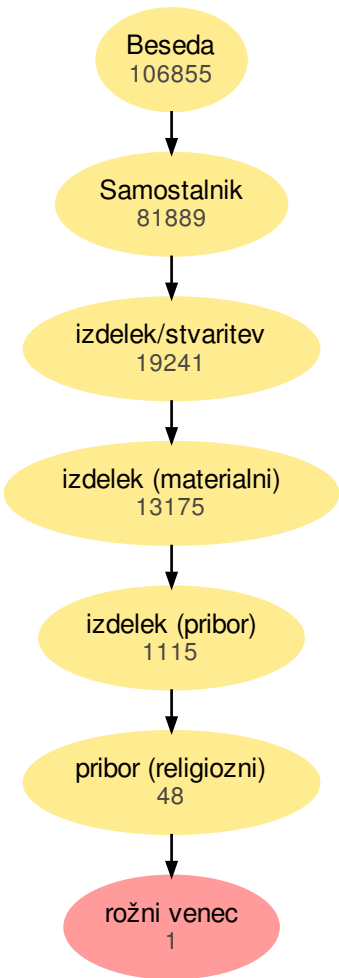 Beseda
106855
Samostalnik
81889
izdelek/stvaritev
19241
izdelek (materialni)
13175
izdelek (pribor)
1115
pribor (religiozni)
48
rožni venec
1